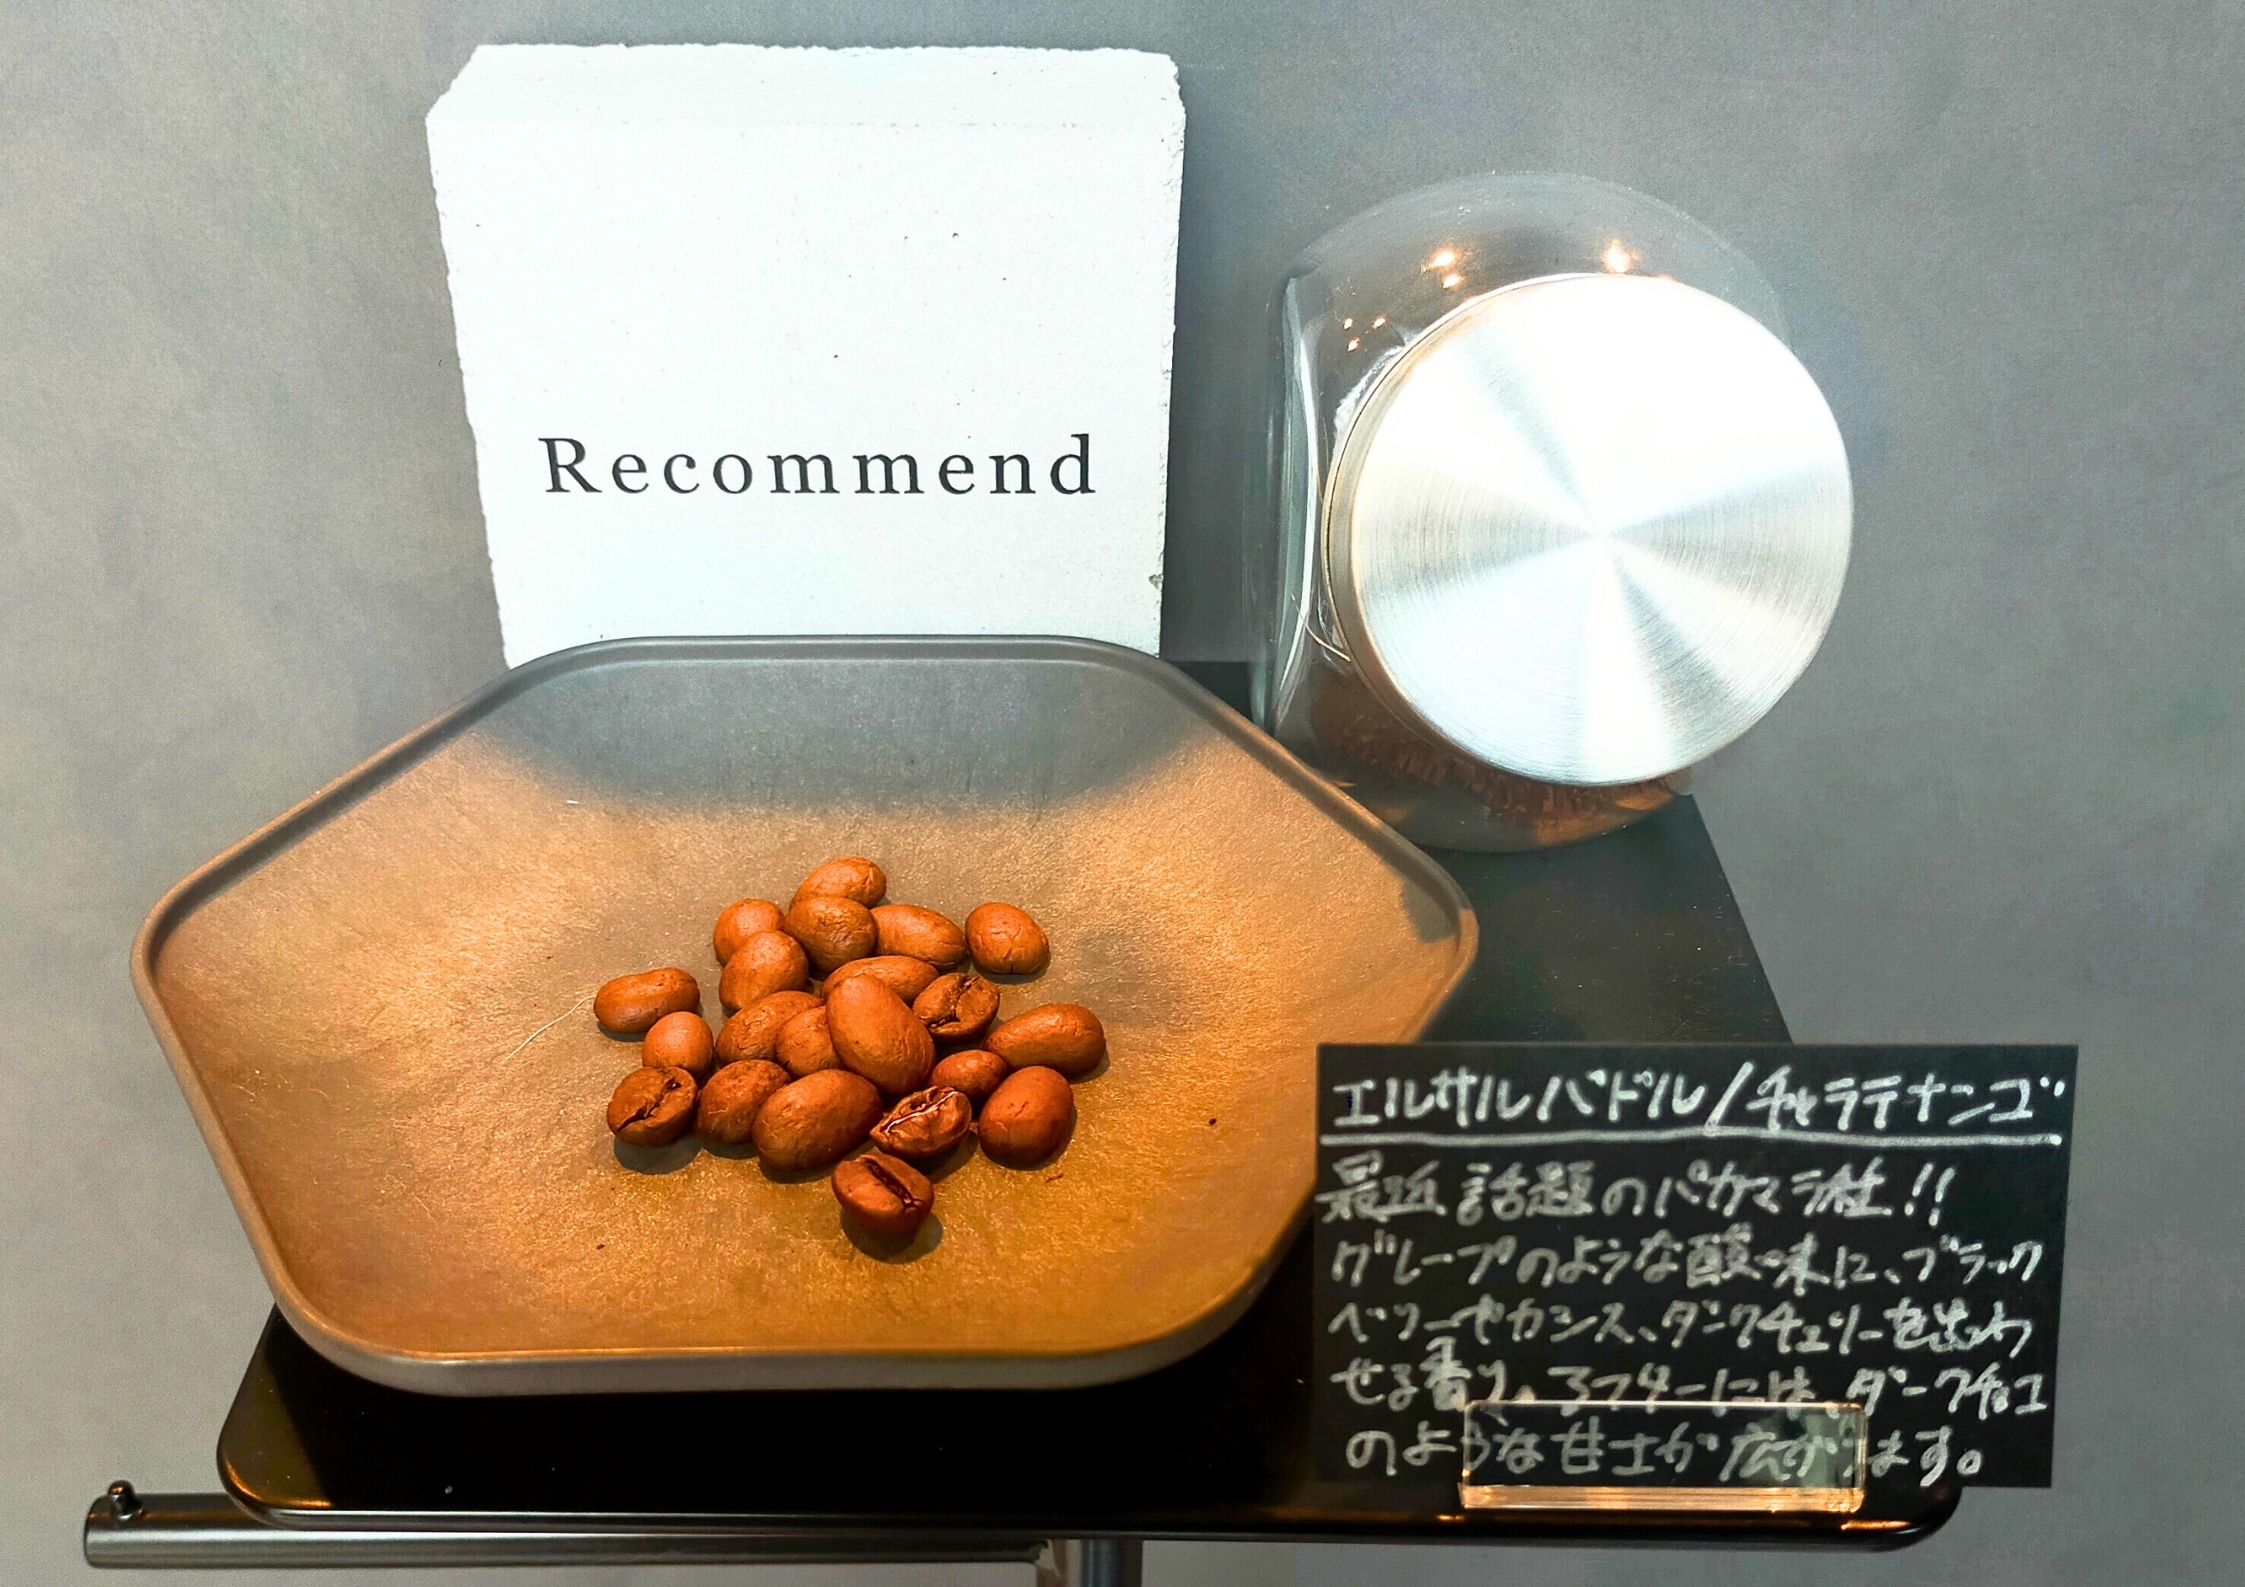 Recommend
エルサルバドル/チャラテナンゴ
最近話題のパカマラ種!!
グレープのような酸味に、ブラック
ベリーやカシス、ダークチェリーを思わ
せる香り。アフターには、ダークチョコ
のような甘さが広がります。